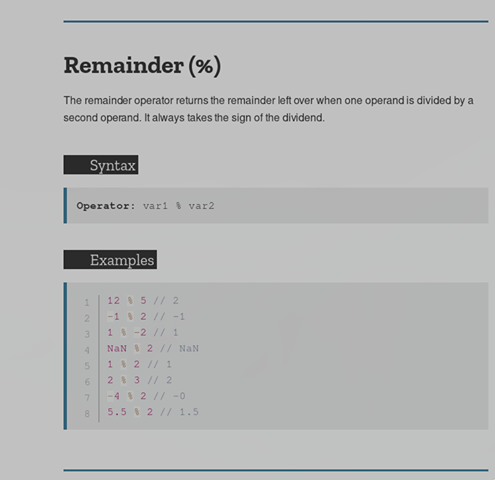 Remainder (%)
The remainder operator returns the remainder left over when one operand is divided by a
second operand. It always takes the sign of the dividend.
Syntax
Operator: var1 % var2
Examples
1 12 % 5 // 2
2 -1 % 2 // -1
3 1 % -2 // 1
4 NaN % 2 // NaN
5 1 % 2 // 1
6 2 % 3 // 2
7 -4 % 2 // -0
8 5.5 % 2 // 1.5